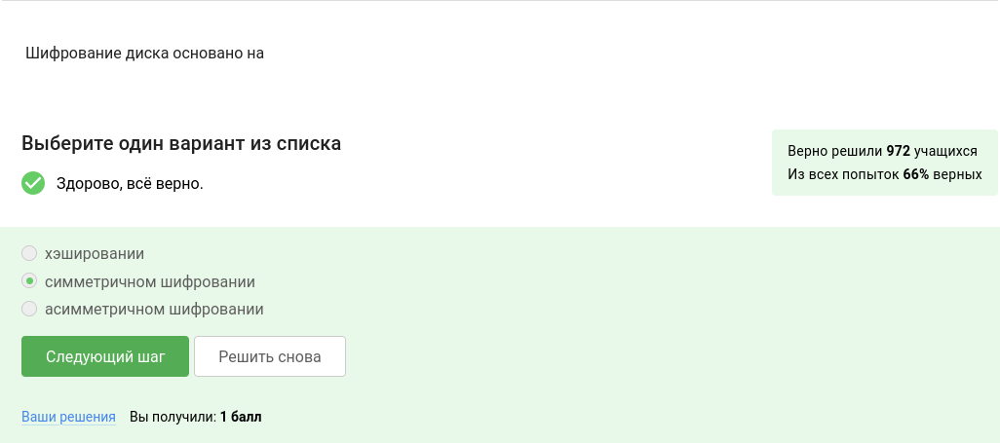 Шифрование диска основано на
Выберите один вариант из списка
Здорово, всё верно.
Верно решили 972 учащихся
Из всех попыток 66% верных
хэшировании
симметричном шифровании
асимметричном шифровании
Следующий шаг
Решить снова
Ваши решения Вы получили: 1 балл